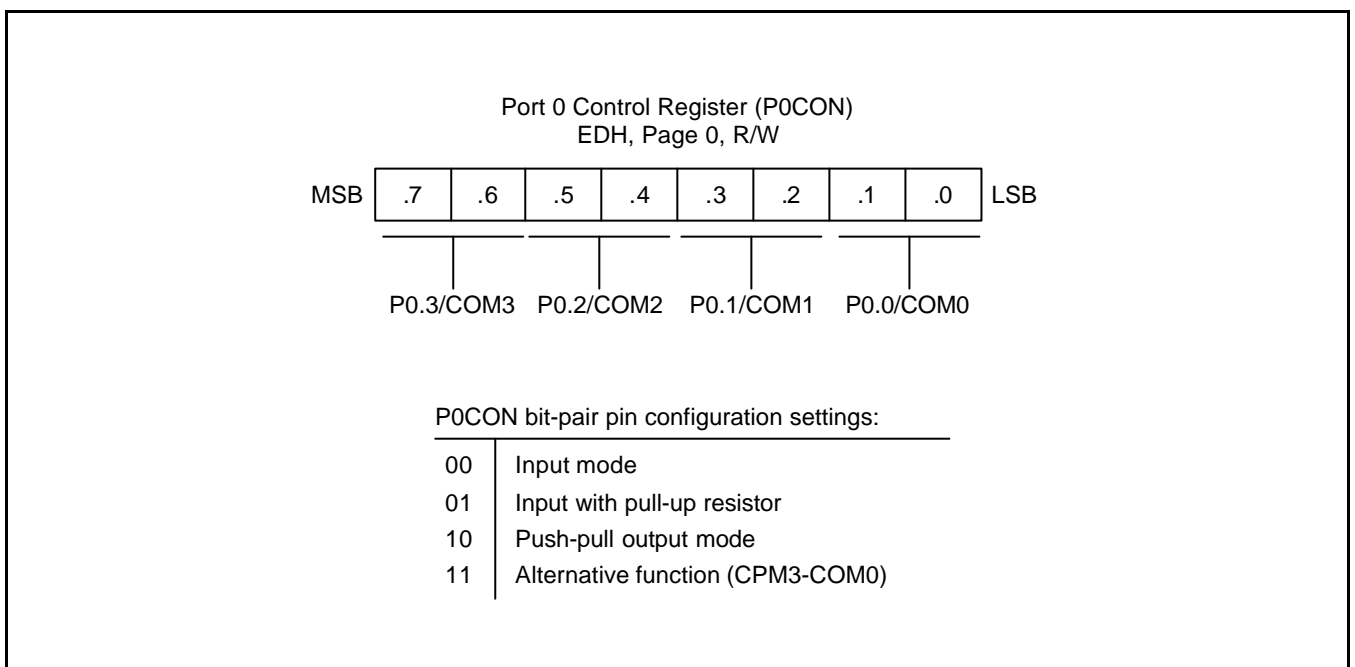 Port 0 Control Register (P0CON)
EDH, Page 0, R/W
MSB .7 .6 .5 .4 .3 .2 .1 .0 LSB
P0.3/COM3 P0.2/COM2 P0.1/COM1 P0.0/COM0
P0CON bit-pair pin configuration settings:
00 Input mode
01 Input with pull-up resistor
10 Push-pull output mode
11 Alternative function (CPM3-COM0)